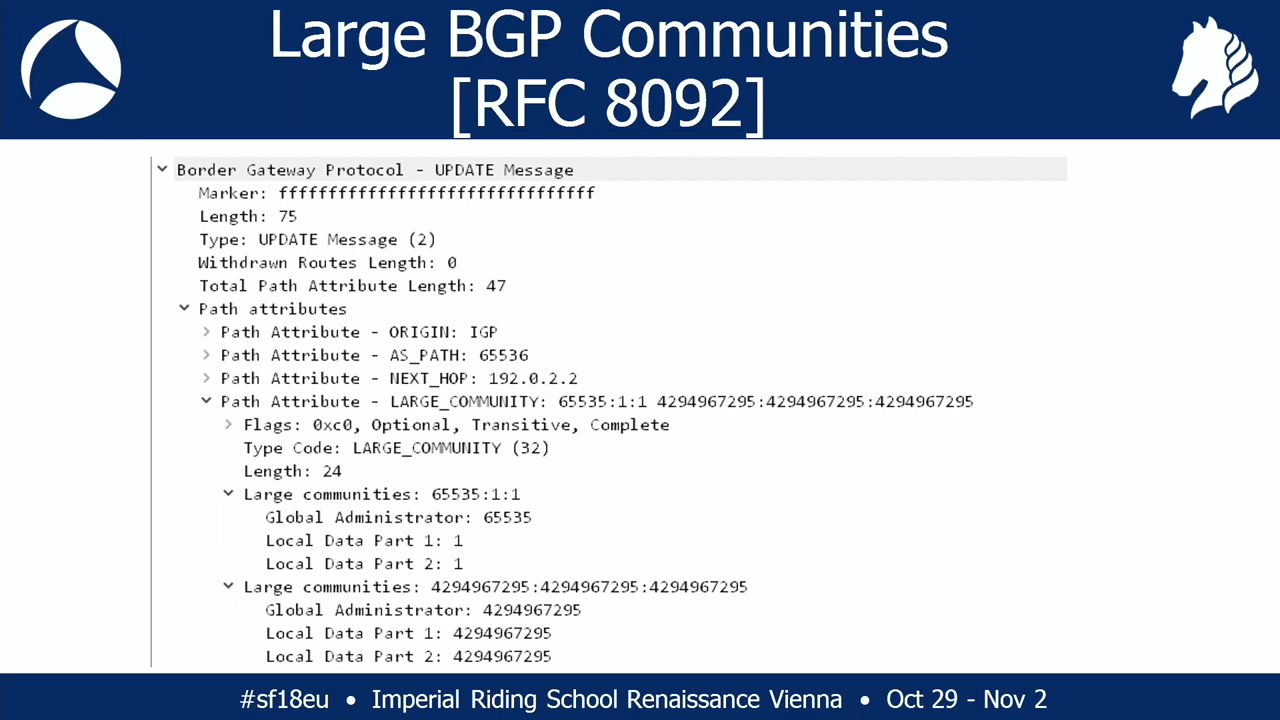 Large BGP Communities
[RFC 8092]
Border Gateway Protocol - UPDATE Message
Marker: ffffffffffffffffffffffffffffffff
Length: 75
Type: UPDATE Message (2)
Withdrawn Routes Length: 0
Total Path Attribute Length: 47
Path attributes
Path Attribute - ORIGIN: IGP
Path Attribute - AS_PATH: 65536
Path Attribute - NEXT_HOP: 192.0.2.2
Path Attribute - LARGE_COMMUNITY: 65535:1:1 4294967295:4294967295:4294967295
Flags: 0xc0, Optional, Transitive, Complete
Type Code: LARGE_COMMUNITY (32)
Length: 24
Large communities: 65535:1:1
Global Administrator: 65535
Local Data Part 1: 1
Local Data Part 2: 1
Large communities: 4294967295:4294967295:4294967295
Global Administrator: 4294967295
Local Data Part 1: 4294967295
Local Data Part 2: 4294967295
#sf18eu • Imperial Riding School Renaissance Vienna • Oct 29 - Nov 2